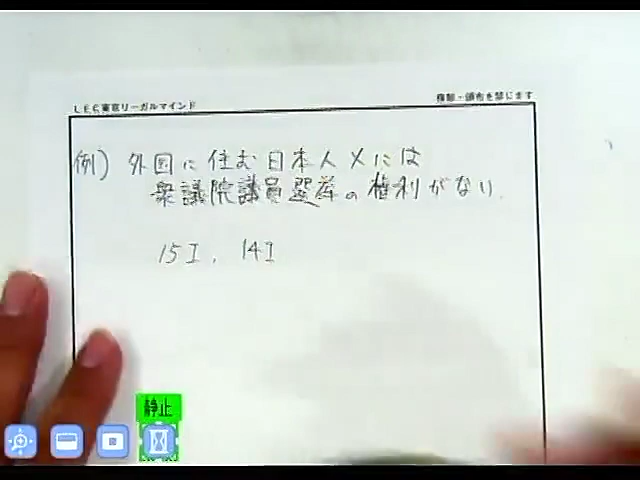 LEC東京リーガルマインド
複製・頒布を禁じます
例) 外国に住む日本人Xには
衆議院議員選挙の権利がない
15I, 14I
静止